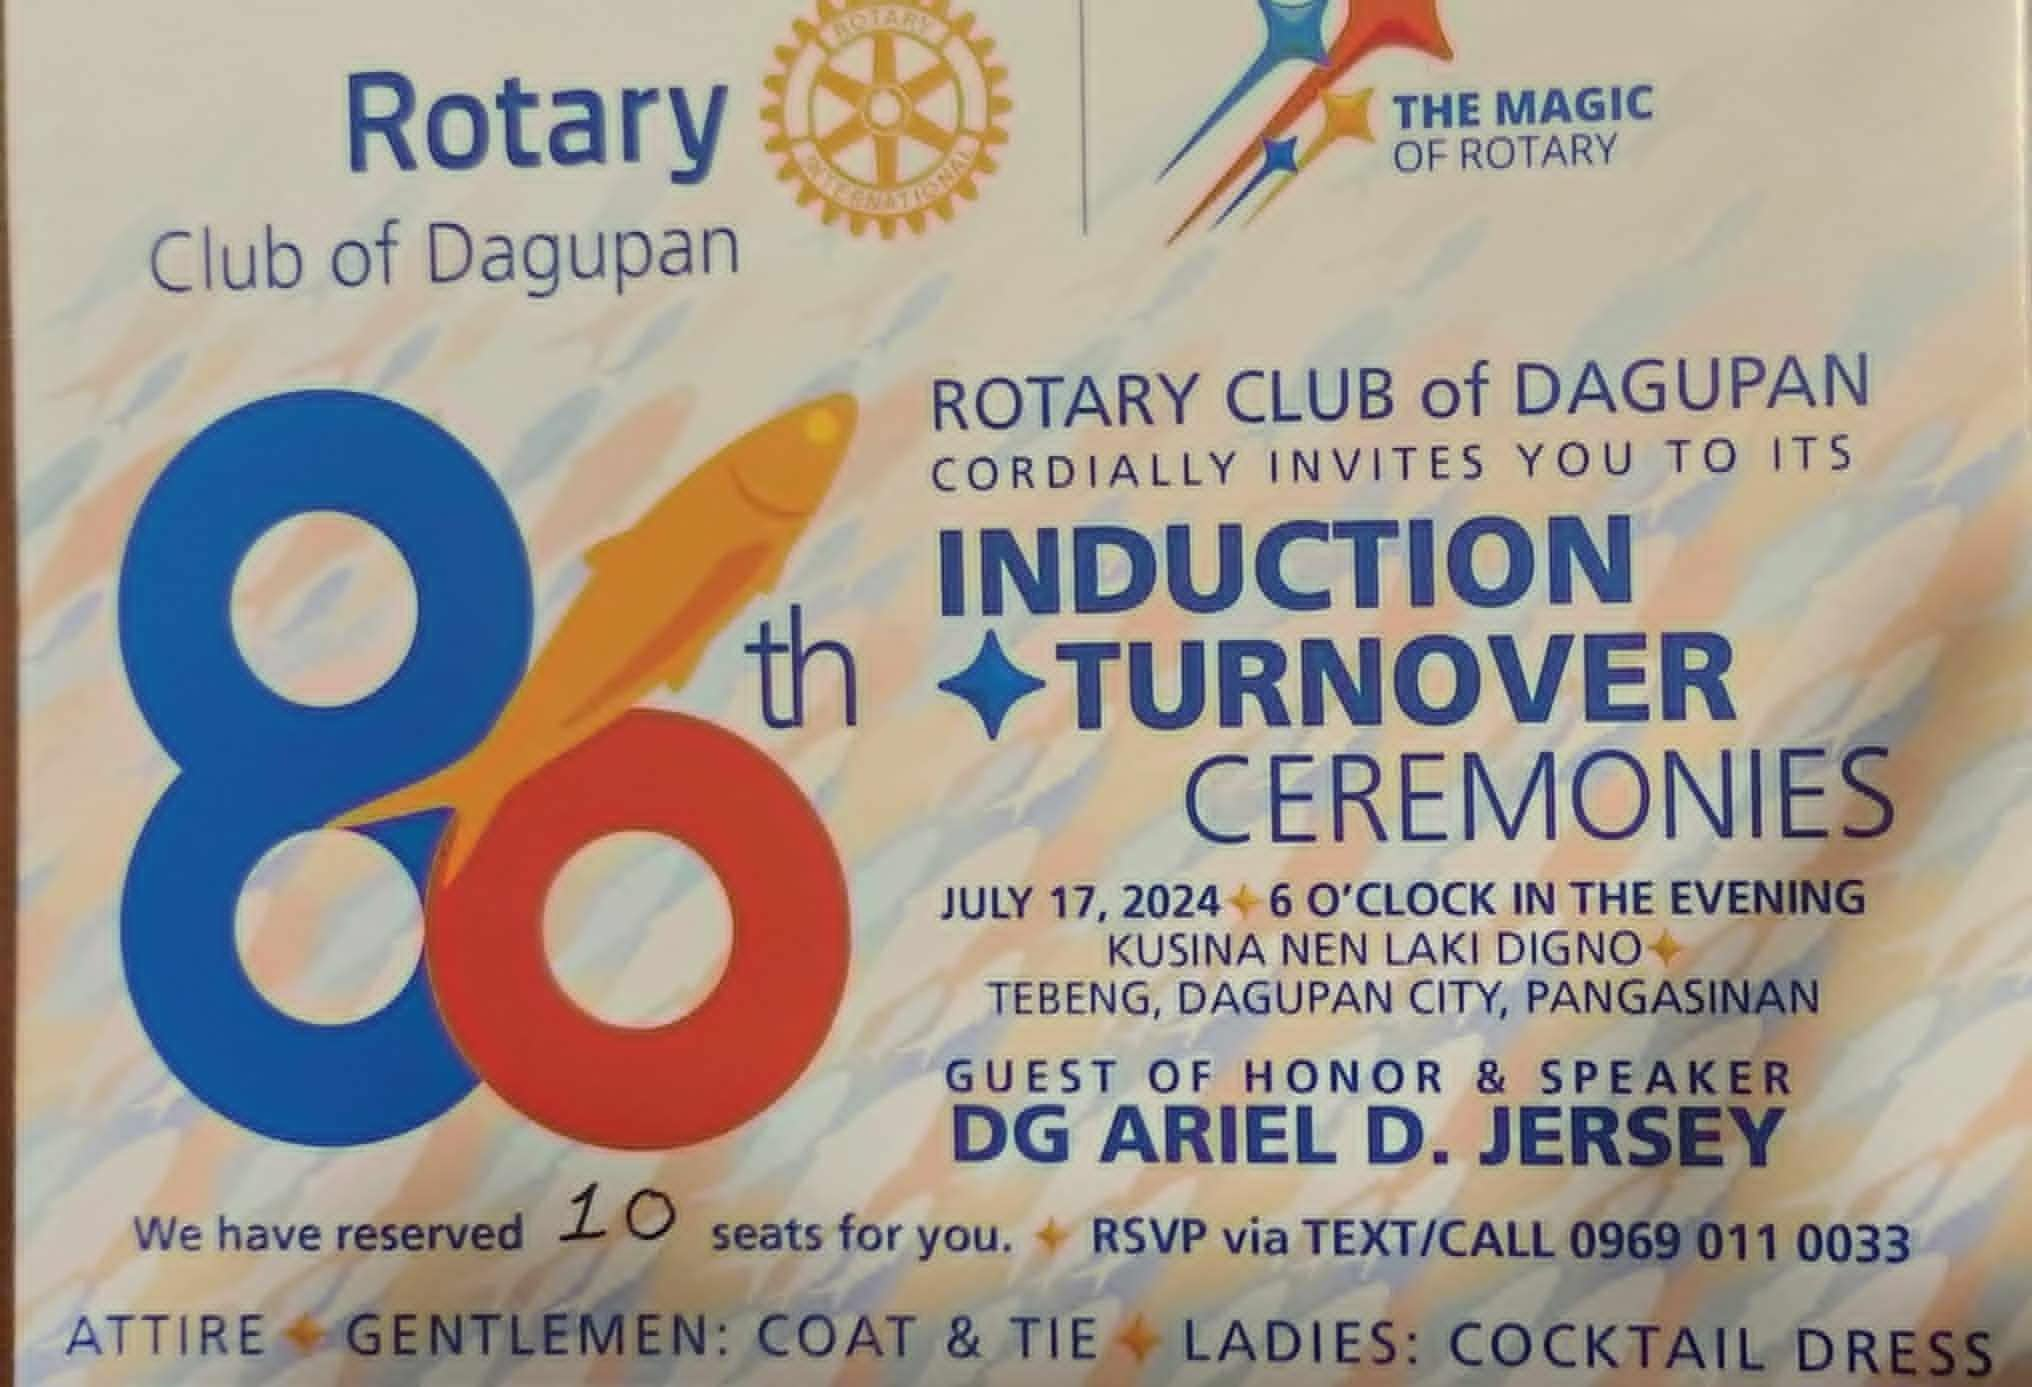 Rotary
Club of Dagupan
ROTARY
INTERNATIONAL
THE MAGIC
OF ROTARY
86th
ROTARY CLUB of DAGUPAN
CORDIALLY INVITES YOU TO ITS
INDUCTION
TURNOVER
CEREMONIES
JULY 17, 2024 6 O'CLOCK IN THE EVENING
KUSINA NEN LAKI DIGNO
TEBENG, DAGUPAN CITY, PANGASINAN
GUEST OF HONOR & SPEAKER
DG ARIEL D. JERSEY
We have reserved 10 seats for you. RSVP via TEXT/CALL 0969 011 0033
ATTIRE GENTLEMEN: COAT & TIE LADIES: COCKTAIL DRESS